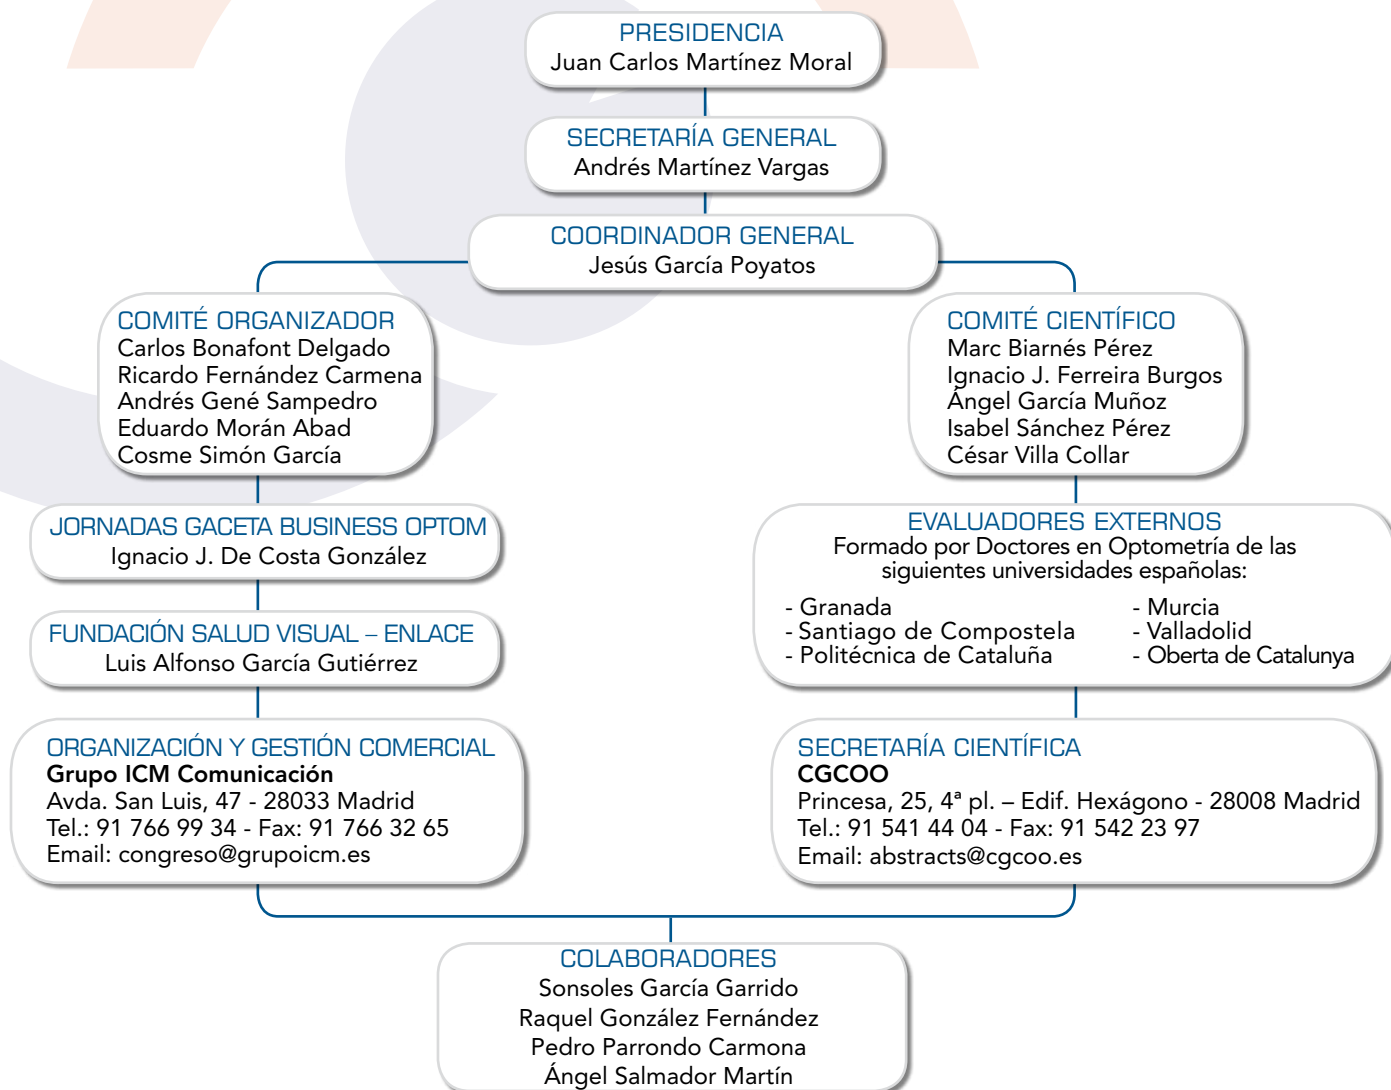 PRESIDENCIA
Juan Carlos Martínez Moral
SECRETARÍA GENERAL
Andrés Martínez Vargas
COORDINADOR GENERAL
Jesús García Poyatos
COMITÉ ORGANIZADOR
Carlos Bonafont Delgado
Ricardo Fernández Carmena
Andrés Gené Sampedro
Eduardo Morán Abad
Cosme Simón García
JORNADAS GACETA BUSINESS OPTOM
Ignacio J. De Costa González
FUNDACIÓN SALUD VISUAL – ENLACE
Luis Alfonso García Gutiérrez
ORGANIZACIÓN Y GESTIÓN COMERCIAL
Grupo ICM Comunicación
Avda. San Luis, 47 - 28033 Madrid
Tel.: 91 766 99 34 - Fax: 91 766 32 65
Email: congreso@grupoicm.es
COMITÉ CIENTÍFICO
Marc Biarnés Pérez
Ignacio J. Ferreira Burgos
Ángel García Muñoz
Isabel Sánchez Pérez
César Villa Collar
EVALUADORES EXTERNOS
Formado por Doctores en Optometría de las
siguientes universidades españolas:
- Granada
- Santiago de Compostela
- Politécnica de Cataluña
- Murcia
- Valladolid
- Oberta de Catalunya
SECRETARÍA CIENTÍFICA
CGCOO
Princesa, 25, 4ª pl. – Edif. Hexágono - 28008 Madrid
Tel.: 91 541 44 04 - Fax: 91 542 23 97
Email: abstracts@cgcoo.es
COLABORADORES
Sonsoles García Garrido
Raquel González Fernández
Pedro Parrondo Carmona
Ángel Salmador Martín